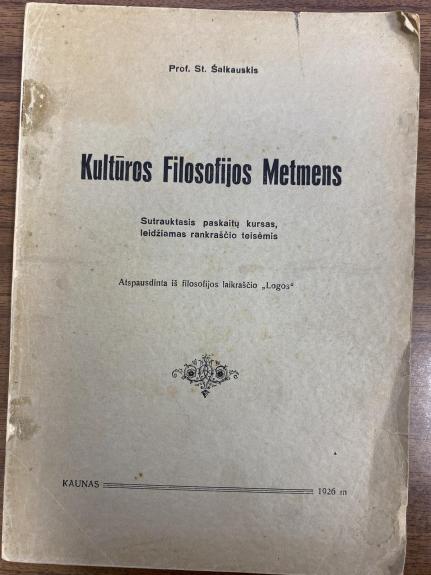 Prof. St. Šalkauskis
Kultūros Filosofijos Metmens
Sutrauktasis paskaitų kursas,
leidžiamas rankraščio teisėmis
Atspausdinta iš filosofijos laikraščio „Logos“
KAUNAS
1926 m